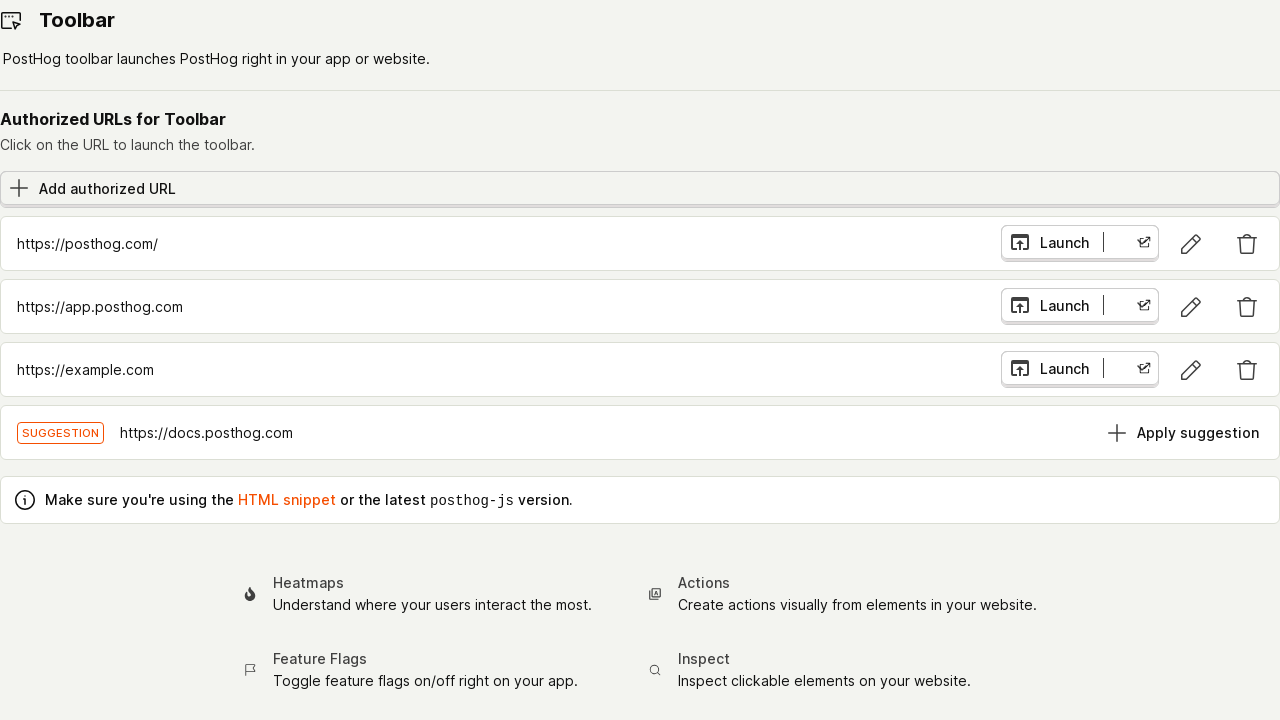 Toolbar
PostHog toolbar launches PostHog right in your app or website.
Authorized URLs for Toolbar
Click on the URL to launch the toolbar.
Add authorized URL
https://posthog.com/
Launch
https://app.posthog.com
Launch
https://example.com
Launch
SUGGESTION https://docs.posthog.com
Apply suggestion
Make sure you're using the HTML snippet or the latest posthog-js version.
Heatmaps
Understand where your users interact the most.
Actions
Create actions visually from elements in your website.
Feature Flags
Toggle feature flags on/off right on your app.
Inspect
Inspect clickable elements on your website.